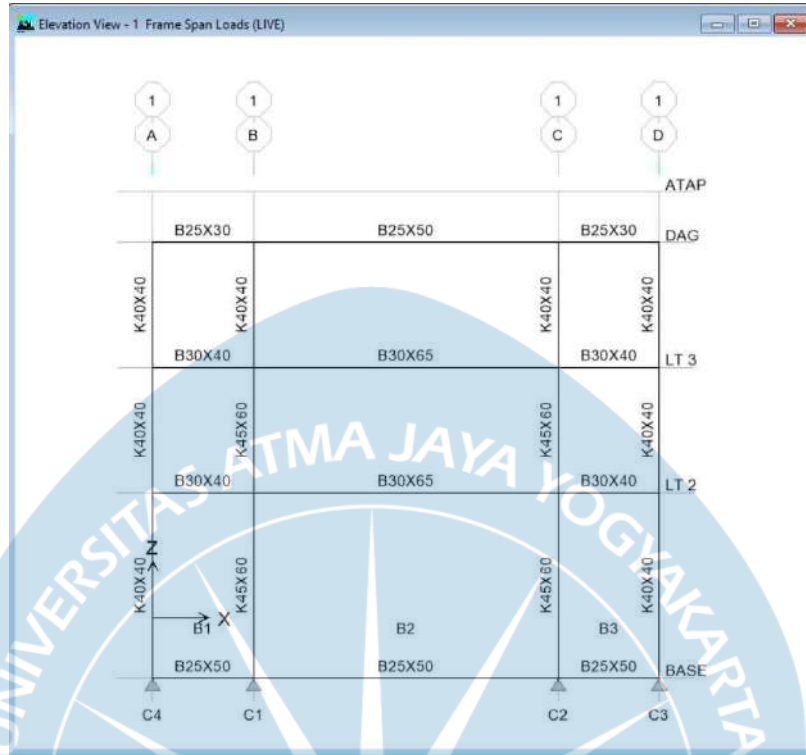 Elevation View - 1 Frame Span Loads (LIVE)
1 1 1 1
A B C D
ATAP
B25X30 B25X50 B25X30 DAG
K40X40 K40X40 K40X40 K40X40
B30X40 B30X65 B30X40 LT 3
K40X40 K45X60 K45X60 K40X40
B30X40 B30X65 B30X40 LT 2
K40X40 K45X60 K45X60 K40X40
Z
X
B1 B2 B3
B25X50 B25X50 B25X50 BASE
C4 C1 C2 C3
UNIVERSITAS ATMA JAYA YOGYAKARTA